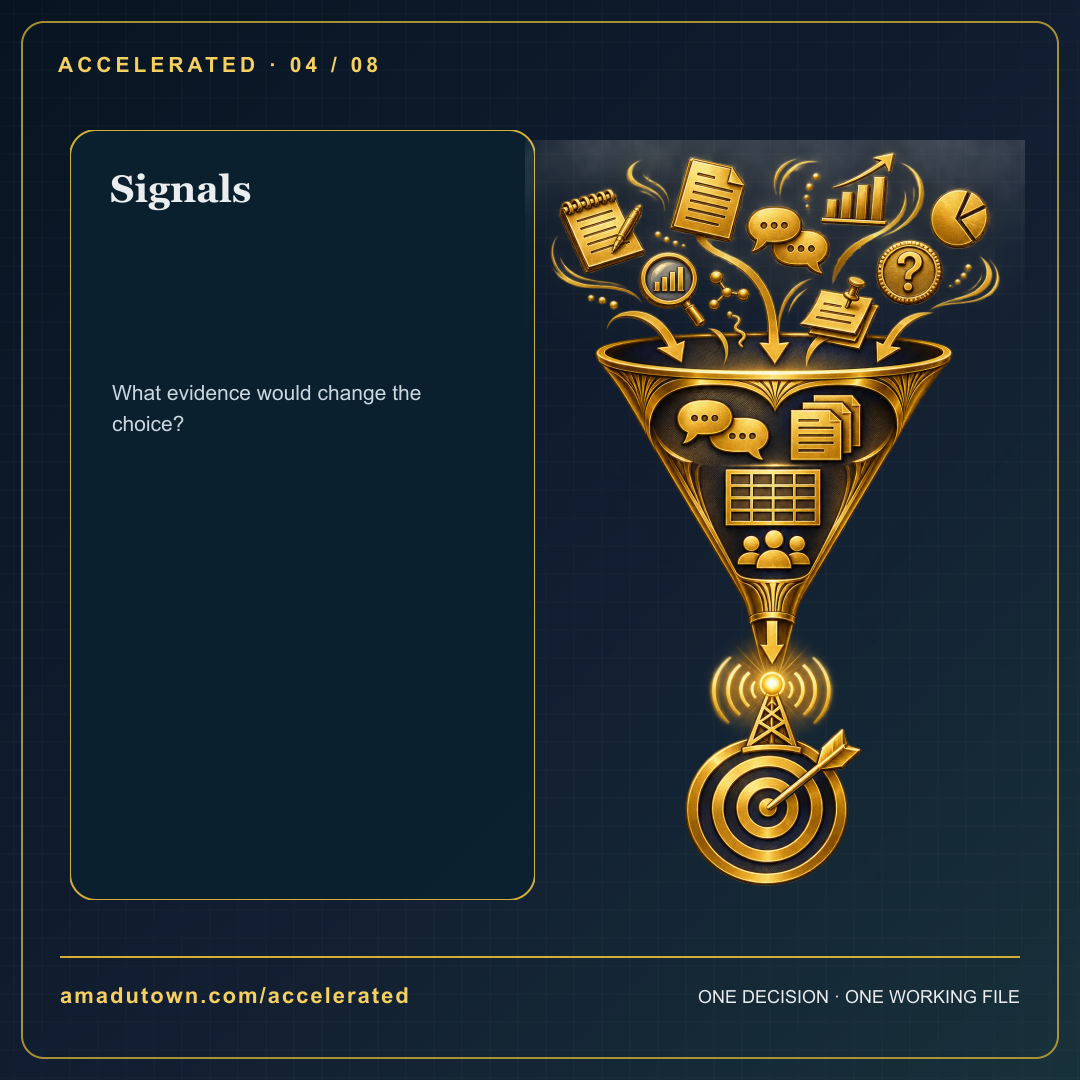 ACCELERATED · 04 / 08
Signals
What evidence would change the
choice?
?
amadutown.com/accelerated
ONE DECISION · ONE WORKING FILE